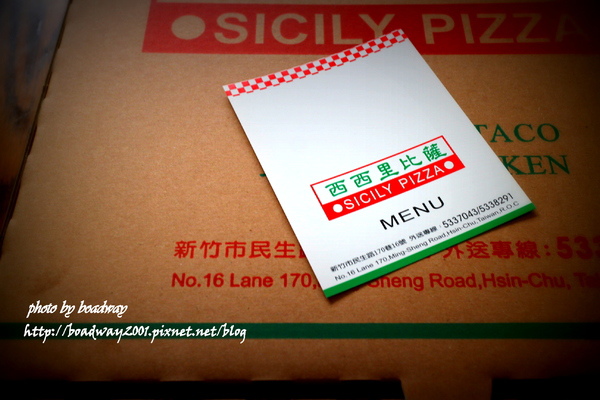 SICILY PIZZA
TACO
KEN
西西里比薩
SICILY PIZZA
MENU
新竹市民生路170巷16號 外送專線：5337043/5338291
No.16 Lane 170,Ming-Sheng Road,Hsin-Chu,Taiwan,R.O.C
新竹市民生 外送專線：533
No.16 Lane 170, Sheng Road,Hsin-Chu, Ta
photo by boadway
http://boadway2001.pixnet.net/blog